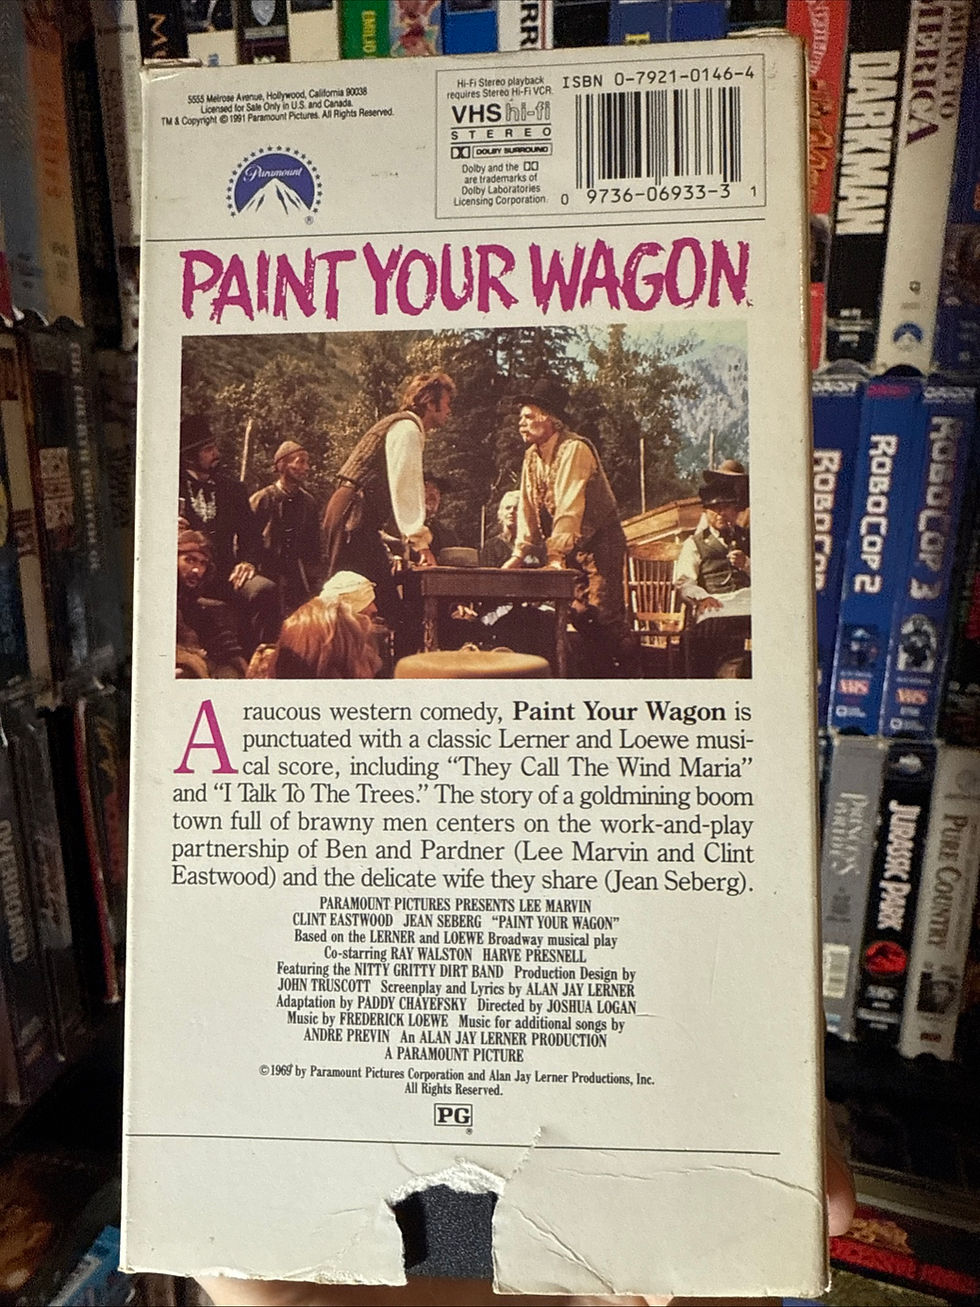 5555 Melrose Avenue, Hollywood, California 90038
Licensed for Sale Only in U.S. and Canada.
TM & Copyright © 1991 Paramount Pictures. All Rights Reserved.
Paramount
®
Hi-Fi Stereo playback
requires Stereo Hi-Fi VCR.
VHS hi-fi
STEREO
DOLBY SURROUND
Dolby and the
are trademarks of
Dolby Laboratories
Licensing Corporation.
ISBN 0-7921-0146-4
0 9736-06933-3 1
PAINT YOUR WAGON
A raucous western comedy, Paint Your Wagon is
punctuated with a classic Lerner and Loewe musi-
cal score, including “They Call The Wind Maria”
and “I Talk To The Trees.” The story of a goldmining boom
town full of brawny men centers on the work-and-play
partnership of Ben and Pardner (Lee Marvin and Clint
Eastwood) and the delicate wife they share (Jean Seberg).
PARAMOUNT PICTURES PRESENTS LEE MARVIN
CLINT EASTWOOD JEAN SEBERG “PAINT YOUR WAGON”
Based on the LERNER and LOEWE Broadway musical play
Co-starring RAY WALSTON HARVE PRESNELL
Featuring the NITTY GRITTY DIRT BAND Production Design by
JOHN TRUSCOTT Screenplay and Lyrics by ALAN JAY LERNER
Adaptation by PADDY CHAYEFSKY Directed by JOSHUA LOGAN
Music by FREDERICK LOEWE Music for additional songs by
ANDRE PREVIN An ALAN JAY LERNER PRODUCTION
A PARAMOUNT PICTURE
©1969 by Paramount Pictures Corporation and Alan Jay Lerner Productions, Inc.
All Rights Reserved.
PG
®
DARKMAN
ROBOCOP
ROBOCOP 2
ROBOCOP 3
VHS
VHS
JURASSIC PARK
PURE COUNTRY
OVERBOARD